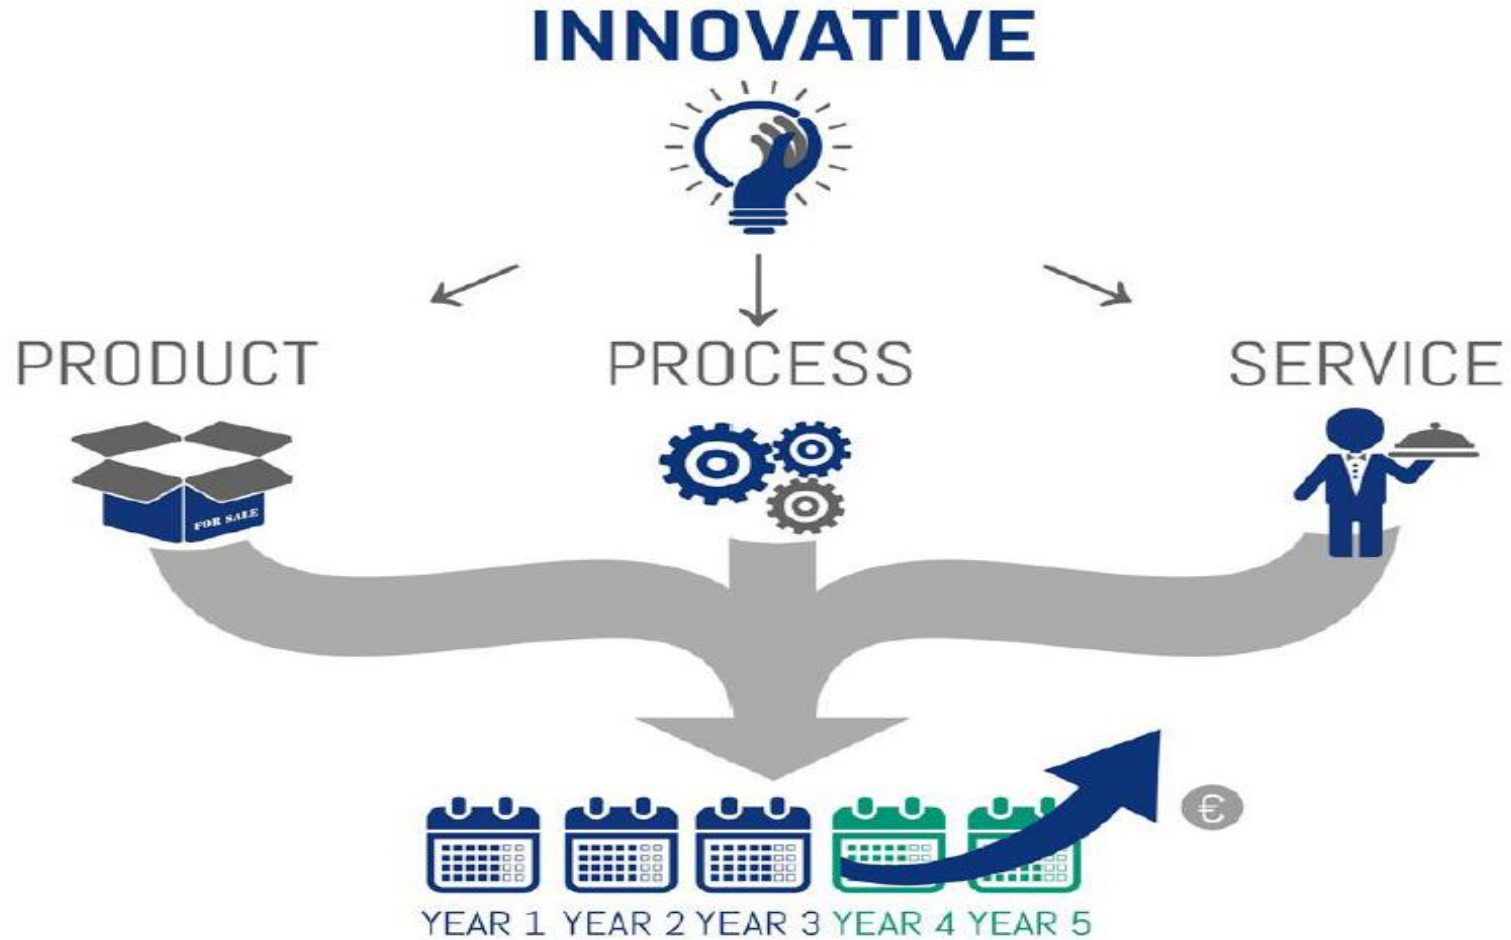 INNOVATIVE
PRODUCT
PROCESS
SERVICE
FOR SALE
€
YEAR 1 YEAR 2 YEAR 3 YEAR 4 YEAR 5